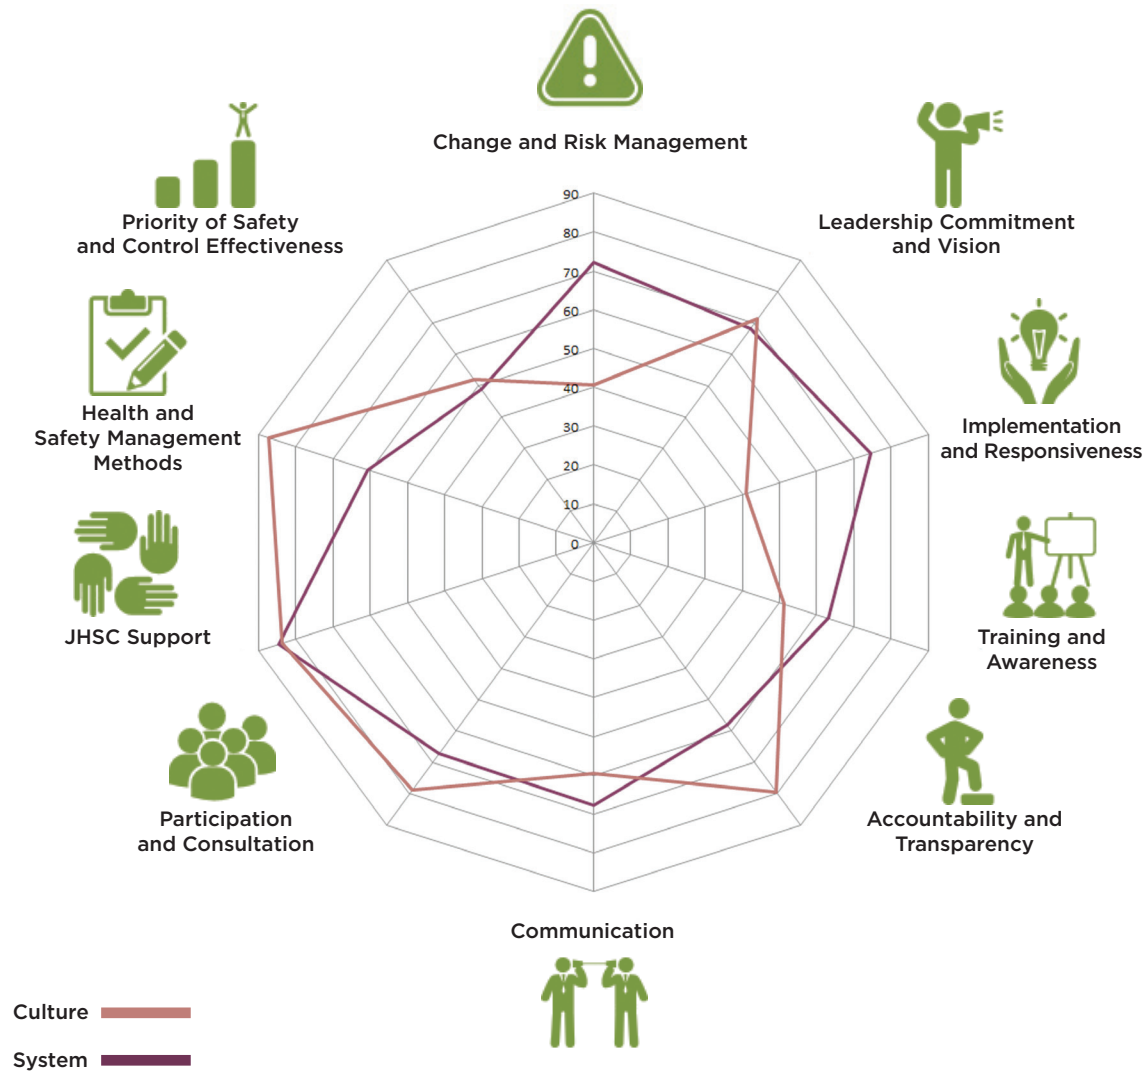 Change and Risk Management
Priority of Safety
and Control Effectiveness
Leadership Commitment
and Vision
90
80
70
60
50
40
30
20
10
0
Health and
Safety Management
Methods
Implementation
and Responsiveness
JHSC Support
Training and
Awareness
Participation
and Consultation
Accountability and
Transparency
Communication
Culture
System